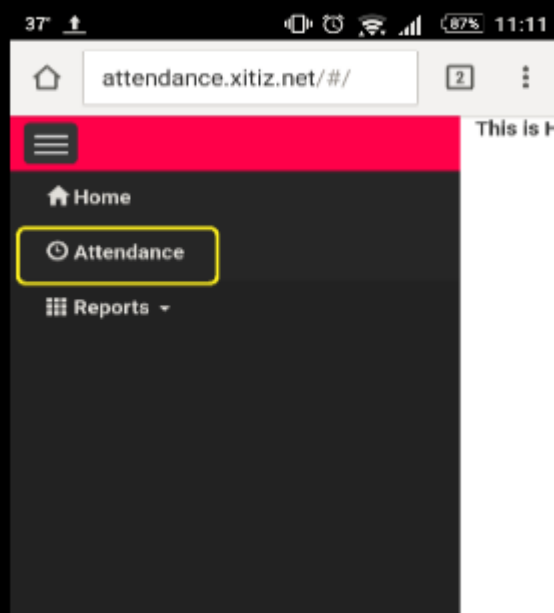 37° 87% 11:11
attendance.xitiz.net/#/ 2
This is H
Home
Attendance
Reports